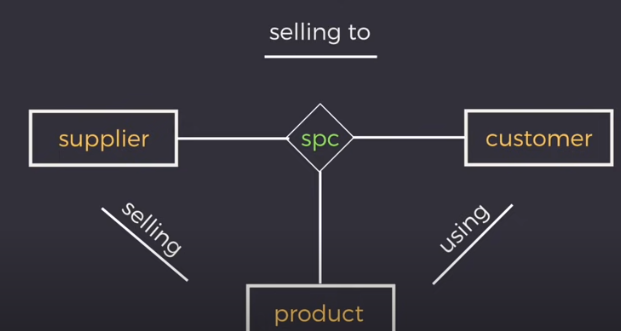 selling to
supplier
spc
customer
selling
using
product